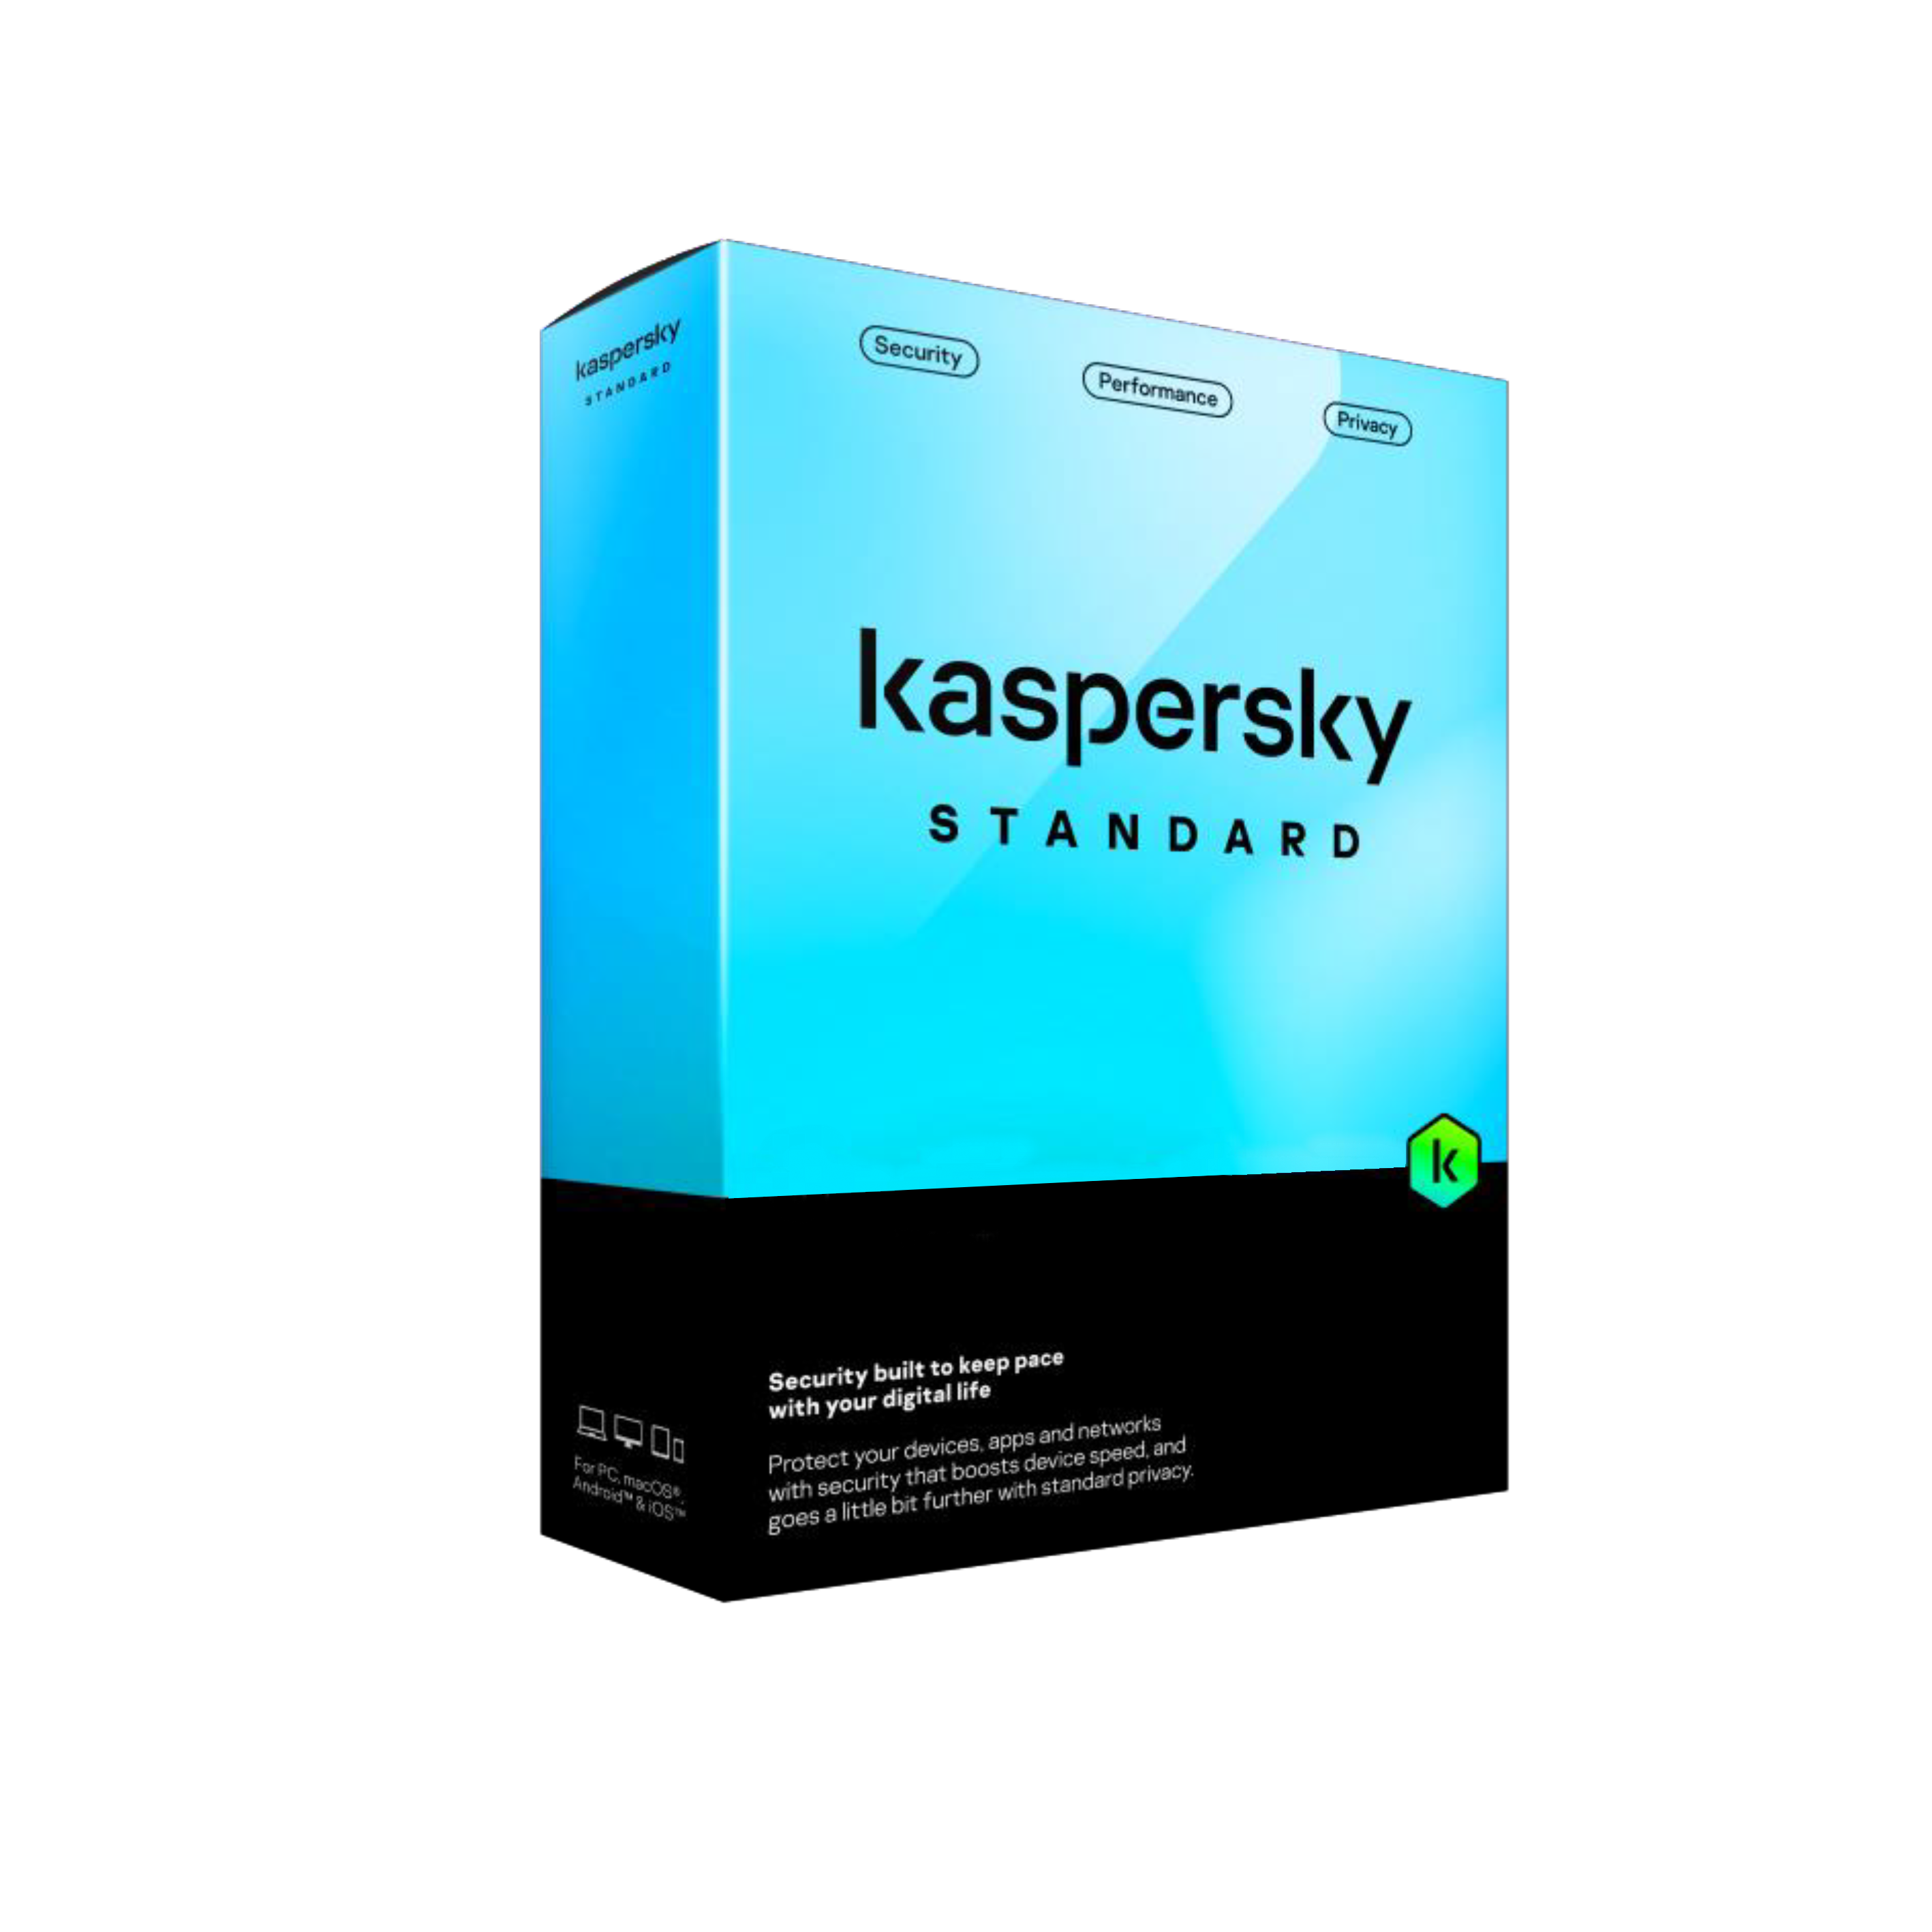 kaspersky
STANDARD
Security
Performance
Privacy
kaspersky
STANDARD
k
Security built to keep pace
with your digital life
Protect your devices, apps and networks
with security that boosts device speed, and
goes a little bit further with standard privacy.
For PC, macOS®,
Android™ & iOS™